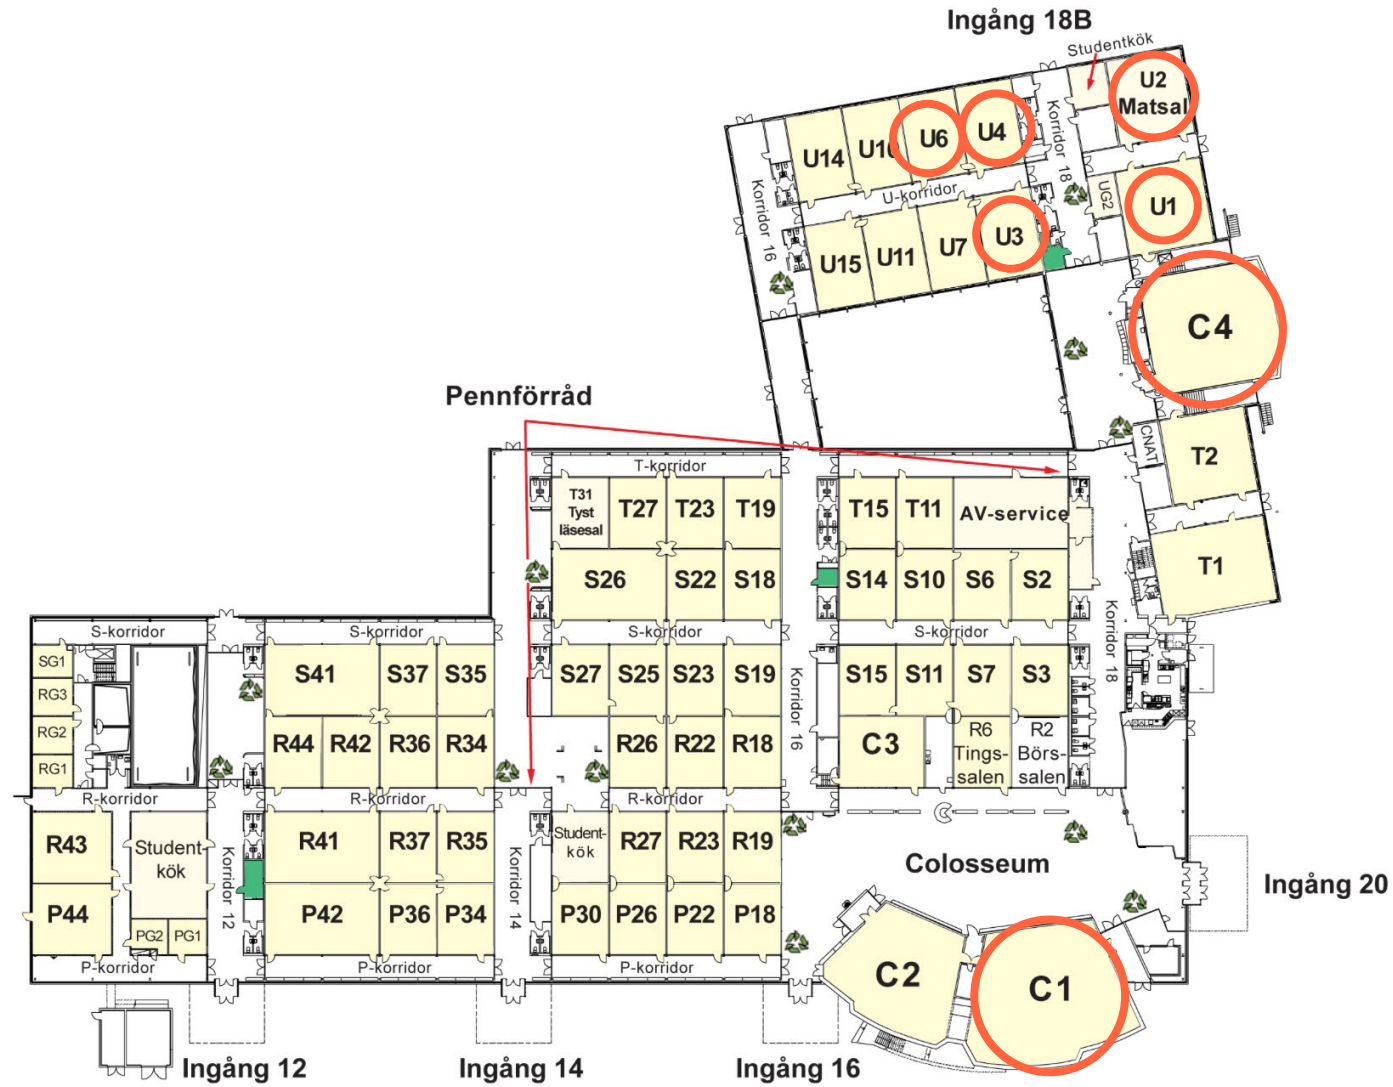 Ingång 18B
Studentkök
U2
Matsal
U6
U4
U14
U10
Korridor 18
U-korridor
UG2
U1
Korridor 16
U3
U15
U11
U7
C4
Pennförråd
CNAT
T2
T-korridor
T31
Tyst
läsesal
T27
T23
T19
T15
T11
AV-service
T1
S26
S22
S18
S14
S10
S6
S2
S-korridor
S-korridor
S-korridor
S-korridor
Korridor 18
SG1
RG3
RG2
RG1
S41
S37
S35
S27
S25
S23
S19
Korridor 16
S15
S11
S7
S3
R44
R42
R36
R34
R26
R22
R18
C3
R6
Tings-
salen
R2
Börs-
salen
R-korridor
R-korridor
R-korridor
R43
Student-
kök
Korridor 12
R41
R37
R35
Korridor 14
Student-
kök
R27
R23
R19
Colosseum
Ingång 20
P44
PG2
PG1
P42
P36
P34
P30
P26
P22
P18
P-korridor
P-korridor
P-korridor
C2
C1
Ingång 12
Ingång 14
Ingång 16